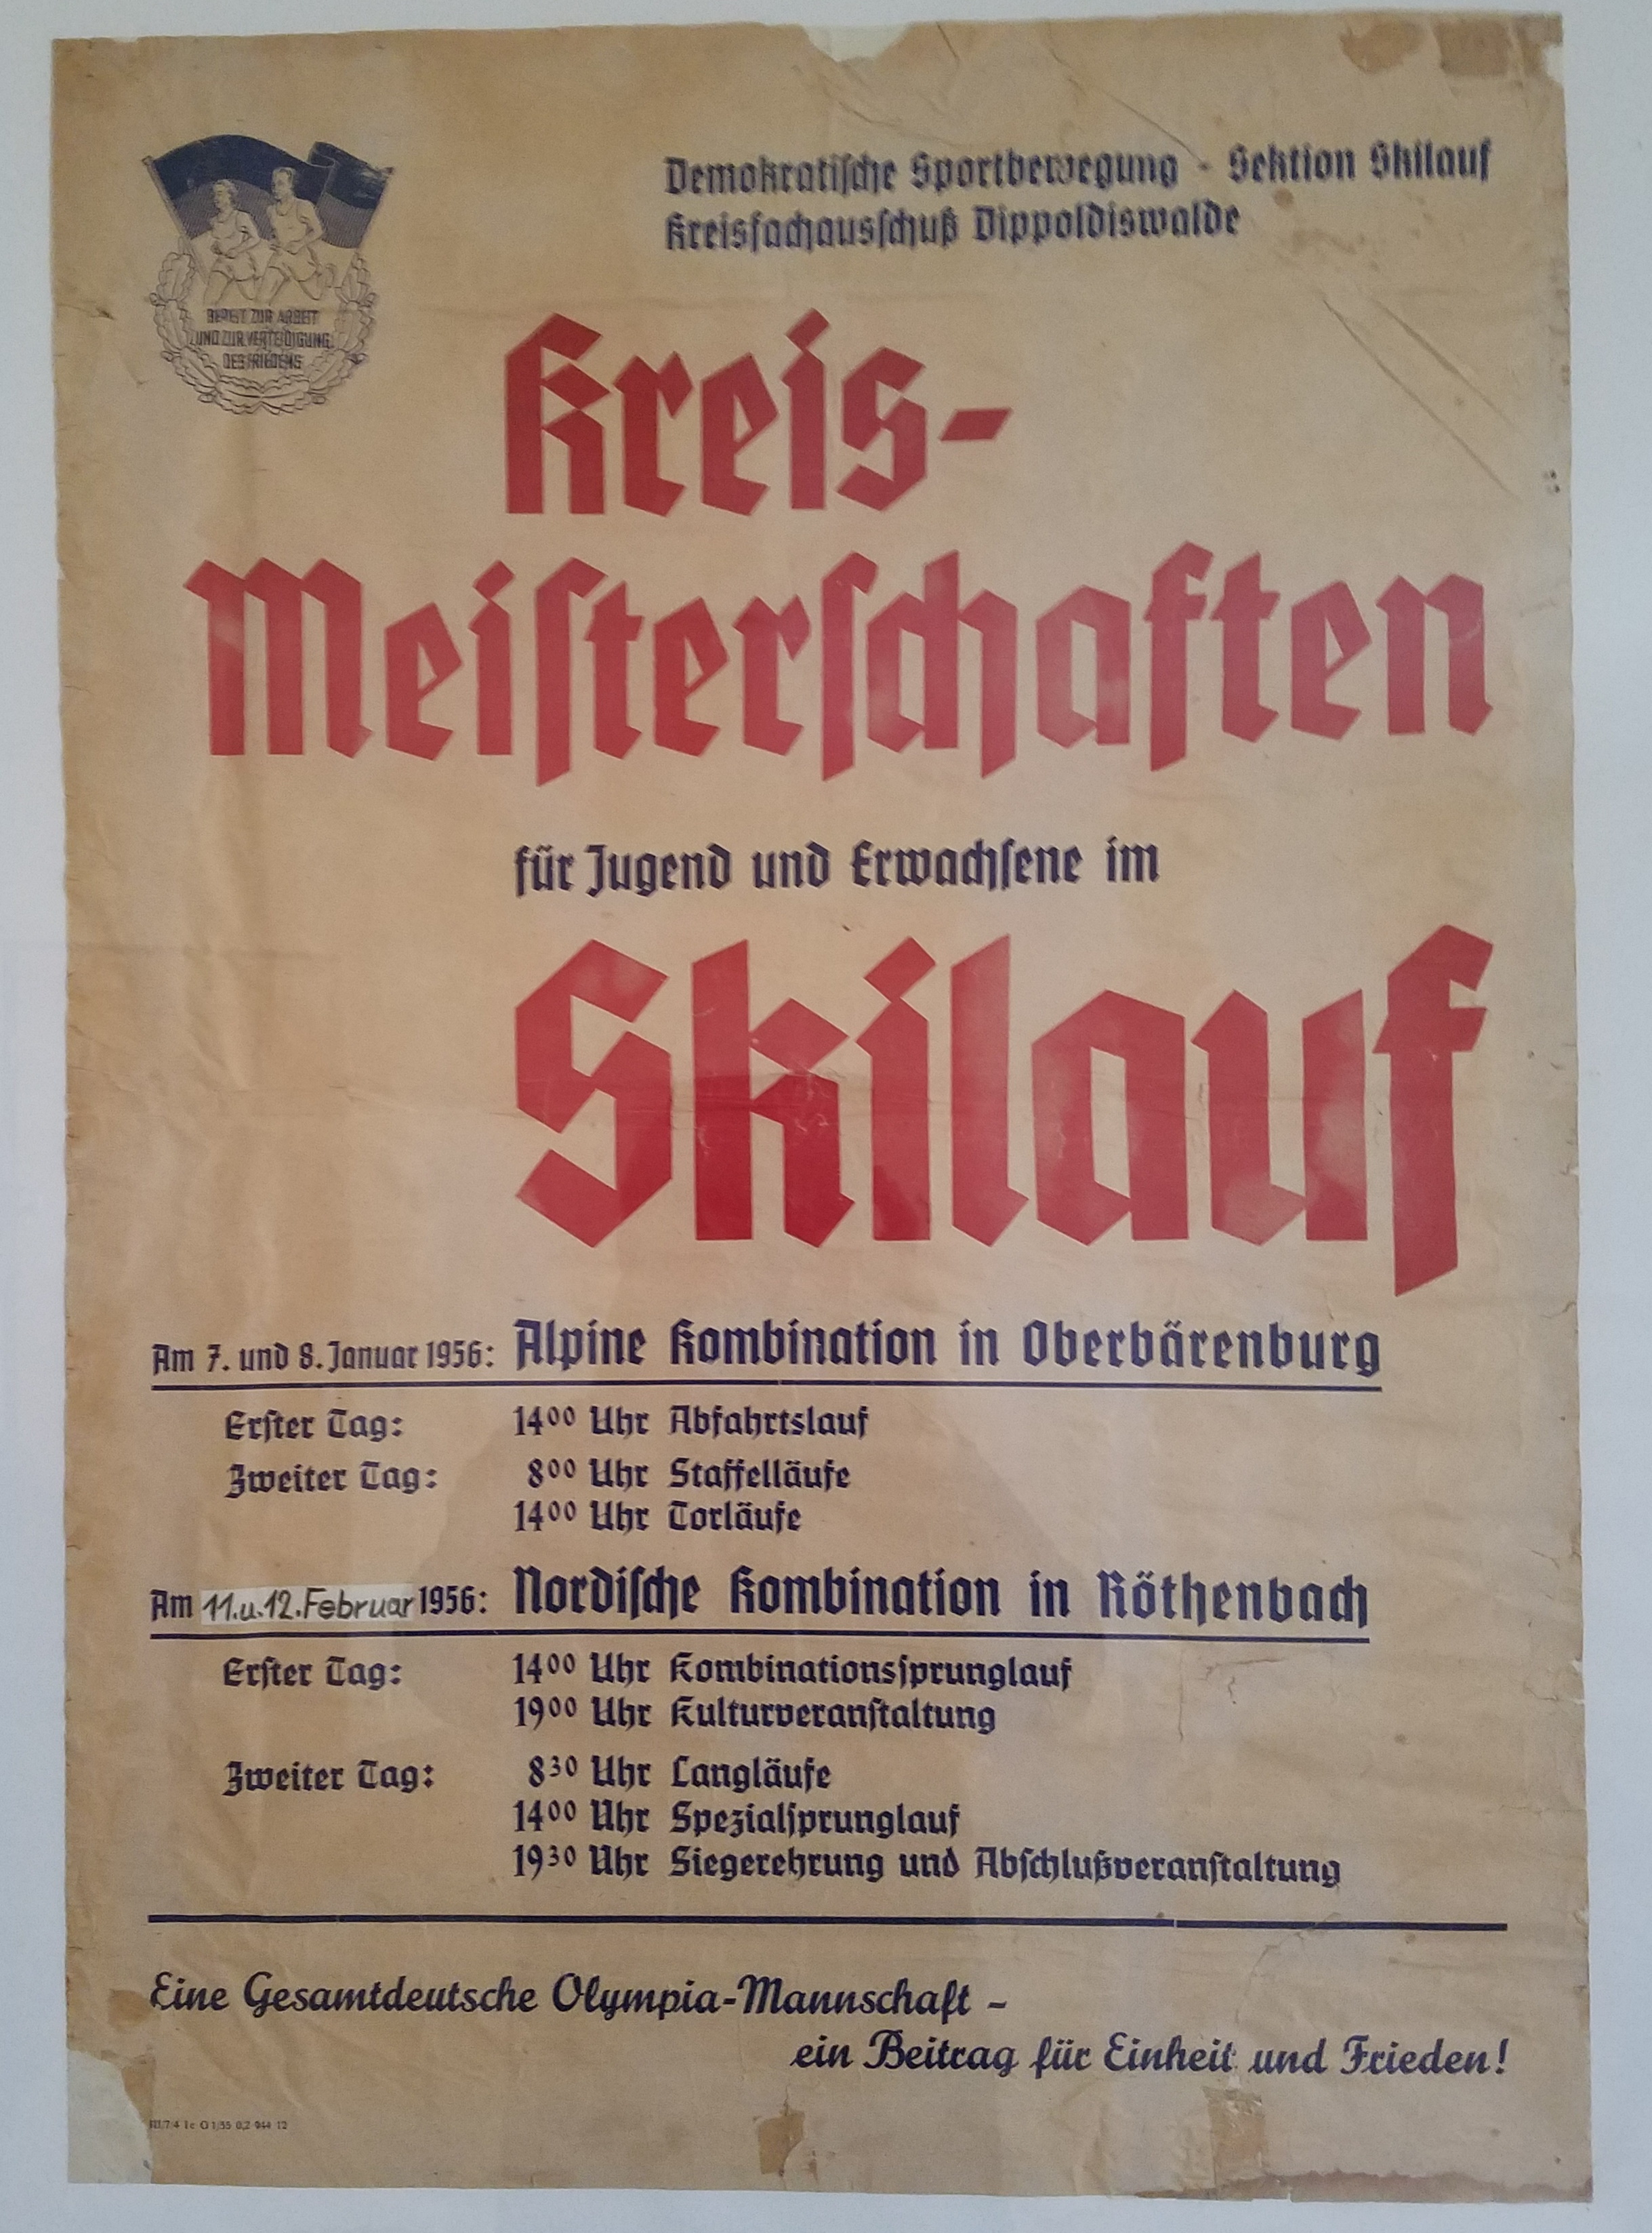 Demokratische Sportbewegung - Sektion Skilauf
Kreisfachausschuß Dippoldiswalde
BEREIT ZUR ARBEIT
UND ZUR VERTEIDIGUNG
DES FRIEDENS
Kreis-
Meisterschaften
für Jugend und Erwachsene im
Skilauf
Am 7. und 8. Januar 1956: Alpine Kombination in Oberbärenburg
Erster Tag: 14⁰⁰ Uhr Abfahrtslauf
Zweiter Tag: 8⁰⁰ Uhr Staffelläufe
14⁰⁰ Uhr Torläufe
Am 11.u.12.Februar 1956: Nordische Kombination in Röthenbach
Erster Tag: 14⁰⁰ Uhr Kombinationssprunglauf
19⁰⁰ Uhr Kulturveranstaltung
Zweiter Tag: 8³⁰ Uhr Langläufe
14⁰⁰ Uhr Spezialsprunglauf
19³⁰ Uhr Siegerehrung und Abschlußveranstaltung
Eine Gesamtdeutsche Olympia-Mannschaft -
ein Beitrag für Einheit und Frieden!